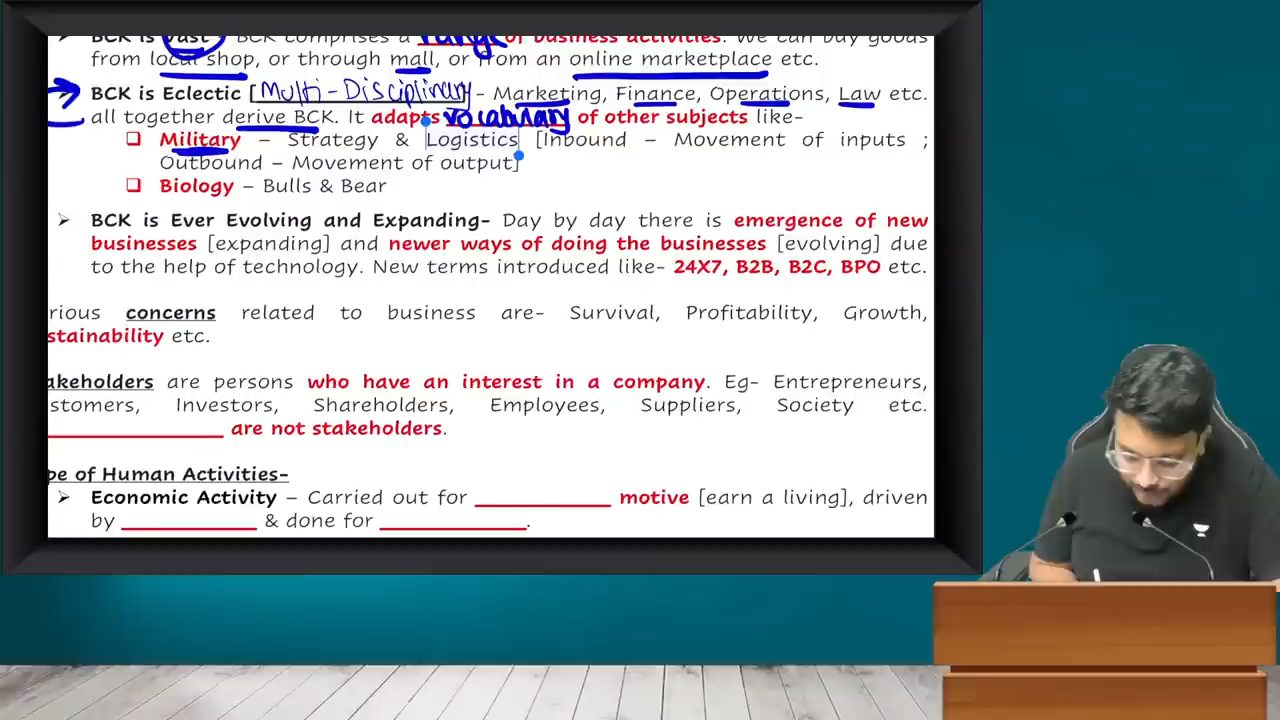 BCK is Vast - BCK comprises a range of business activities. We can buy goods
from local shop, or through mall, or from an online marketplace etc.
BCK is Eclectic [Multi-Disciplinary] – Marketing, Finance, Operations, Law etc.
all together derive BCK. It adapts vocabulary of other subjects like-
Military – Strategy & Logistics [Inbound – Movement of inputs ;
Outbound – Movement of output]
Biology – Bulls & Bear
BCK is Ever Evolving and Expanding- Day by day there is emergence of new
businesses [expanding] and newer ways of doing the businesses [evolving] due
to the help of technology. New terms introduced like- 24X7, B2B, B2C, BPO etc.
rious concerns related to business are- Survival, Profitability, Growth,
stainability etc.
akeholders are persons who have an interest in a company. Eg- Entrepreneurs,
stomers, Investors, Shareholders, Employees, Suppliers, Society etc.
______________ are not stakeholders.
pe of Human Activities-
Economic Activity – Carried out for __________ motive [earn a living], driven
by __________ & done for ___________.